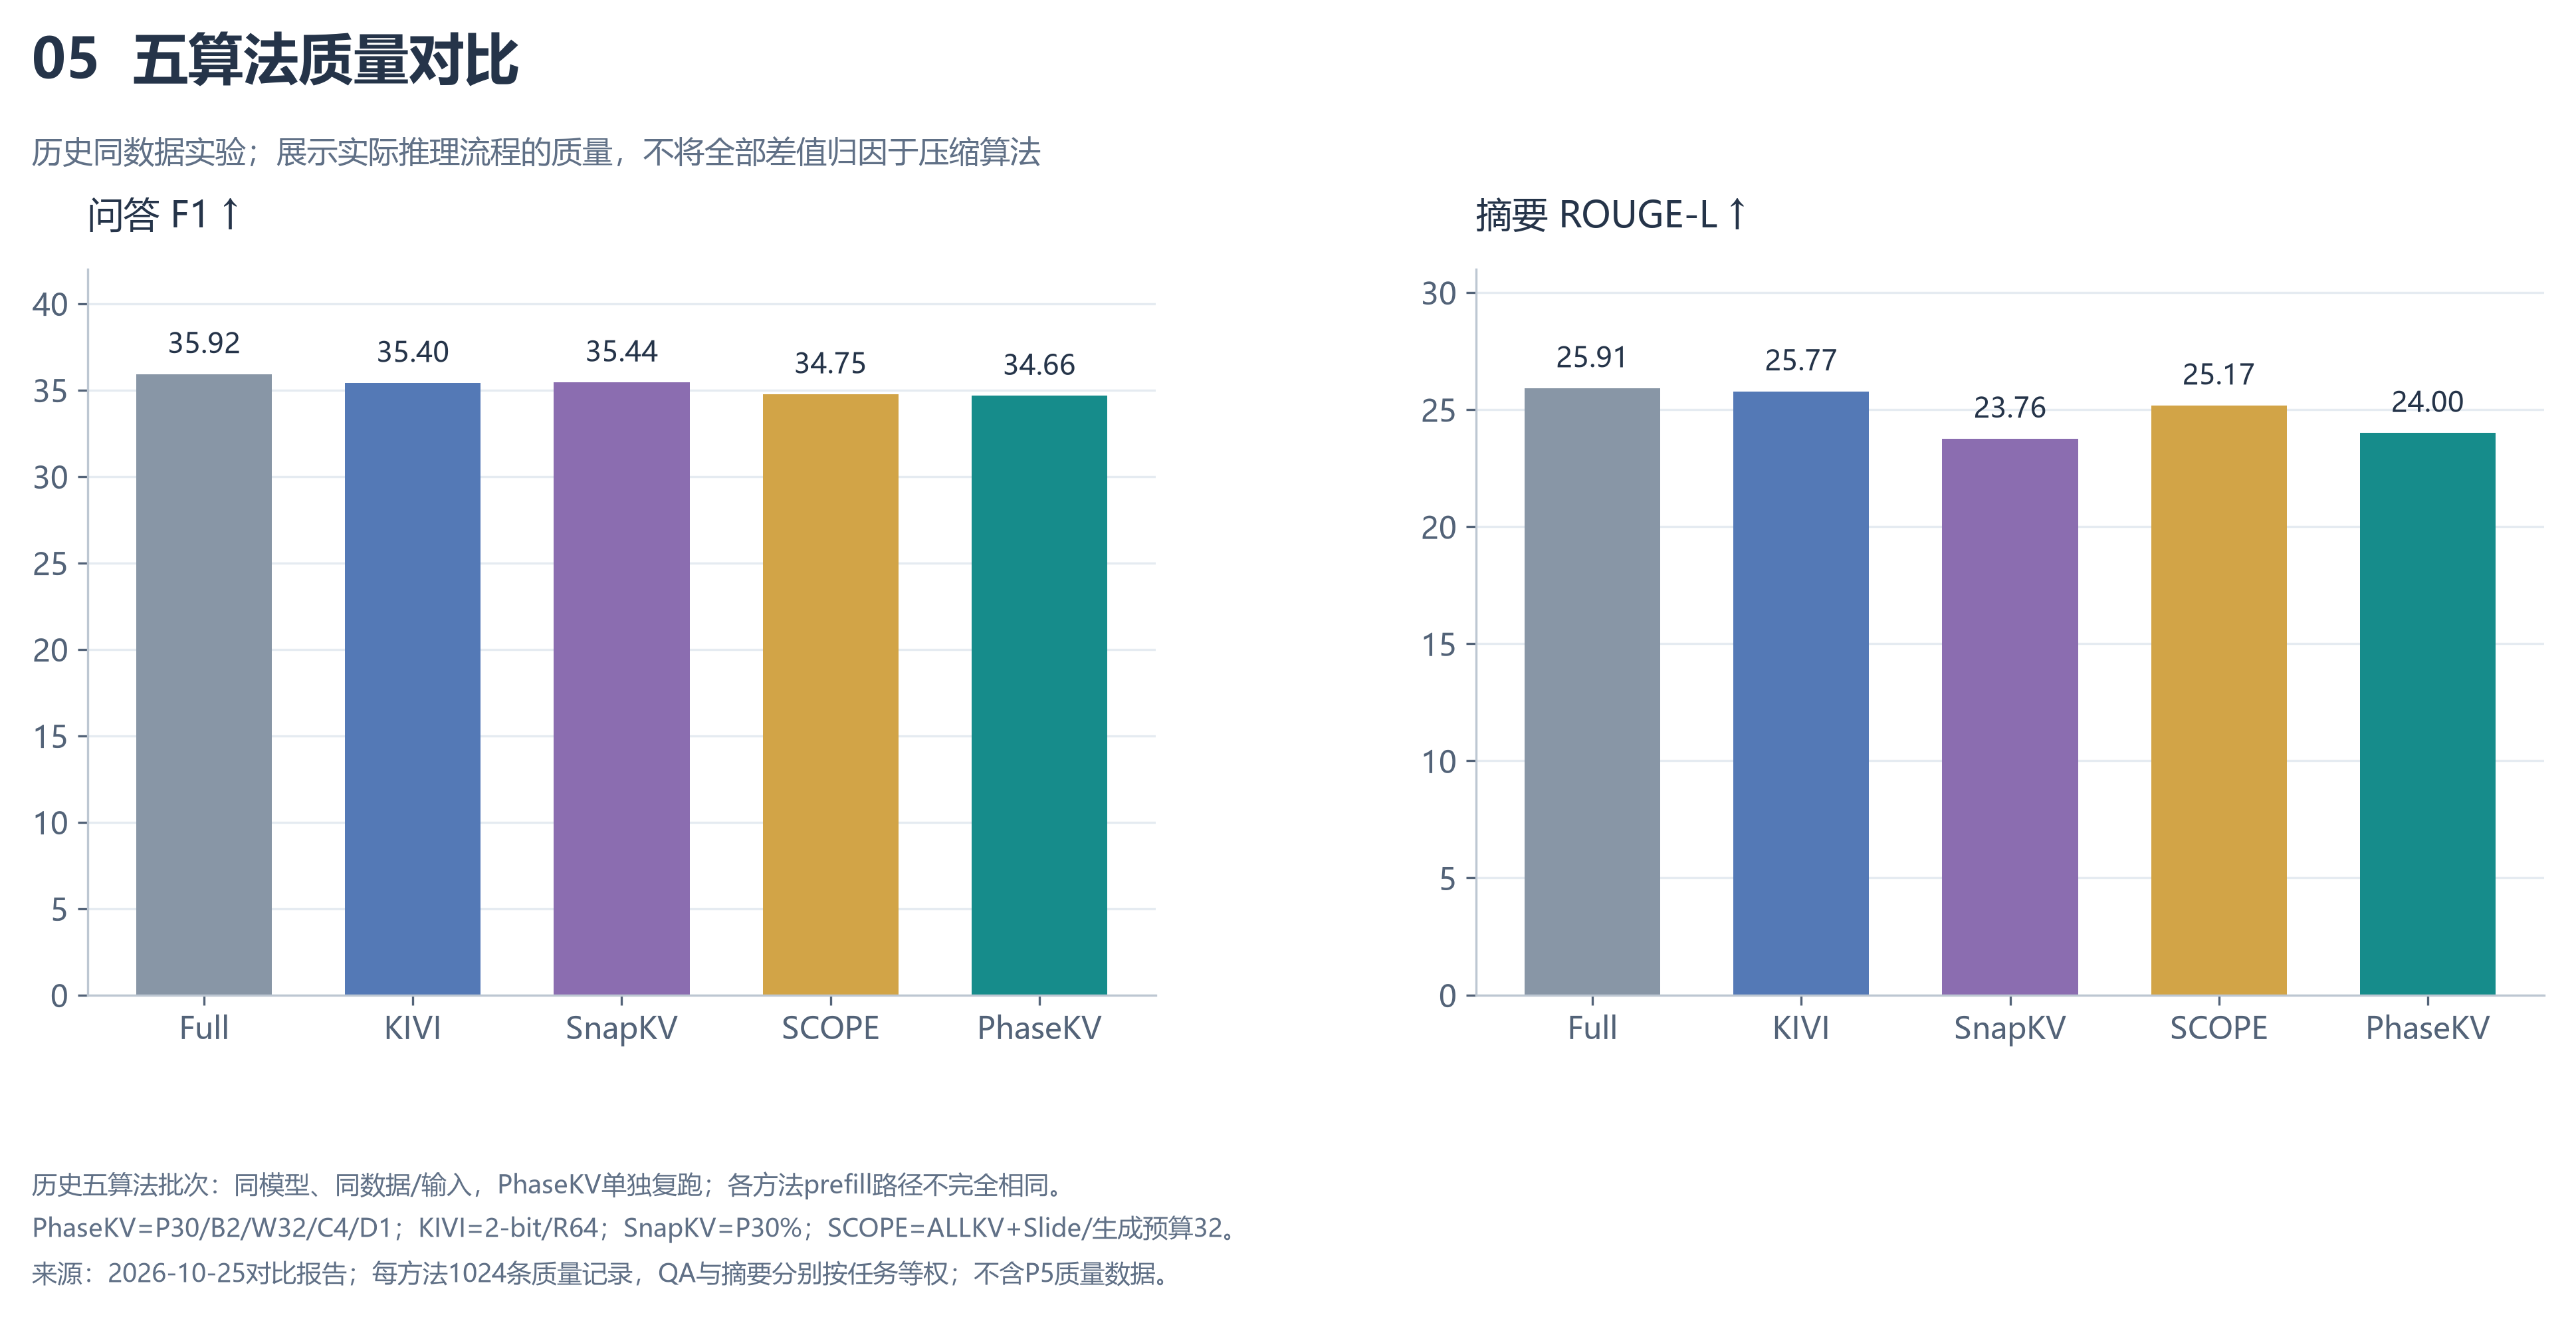 05 五算法质量对比
历史同数据实验；展示实际推理流程的质量，不将全部差值归因于压缩算法
问答 F1 ↑
40
35
30
25
20
15
10
5
0
35.92
35.40
35.44
34.75
34.66
Full
KIVI
SnapKV
SCOPE
PhaseKV
摘要 ROUGE-L ↑
30
25
20
15
10
5
0
25.91
25.77
23.76
25.17
24.00
Full
KIVI
SnapKV
SCOPE
PhaseKV
历史五算法批次：同模型、同数据/输入，PhaseKV单独复跑；各方法prefill路径不完全相同。
PhaseKV=P30/B2/W32/C4/D1；KIVI=2-bit/R64；SnapKV=P30%；SCOPE=ALLKV+Slide/生成预算32。
来源：2026-10-25对比报告；每方法1024条质量记录，QA与摘要分别按任务等权；不含P5质量数据。